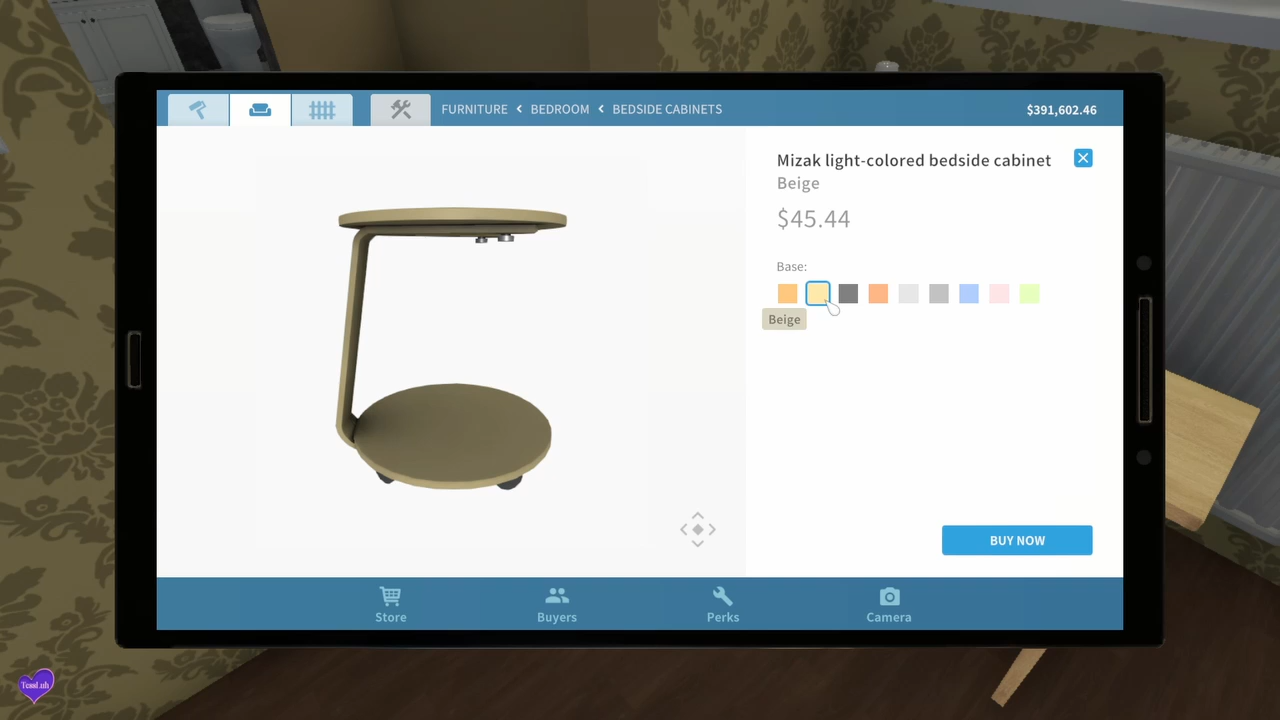 FURNITURE < BEDROOM < BEDSIDE CABINETS
$391,602.46
Mizak light-colored bedside cabinet
Beige
$45.44
Base:
Beige
BUY NOW
Store
Buyers
Perks
Camera